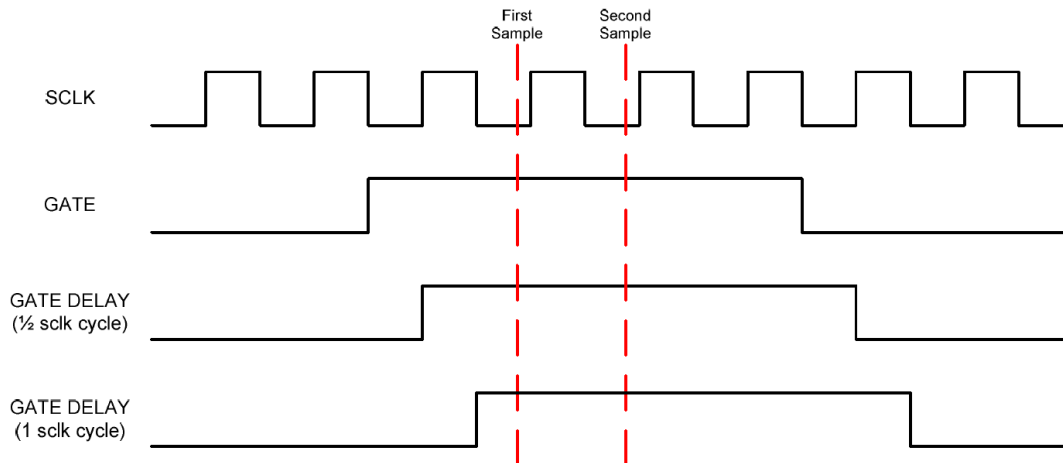 First
Sample
Second
Sample
SCLK
GATE
GATE DELAY
(½ sclk cycle)
GATE DELAY
(1 sclk cycle)